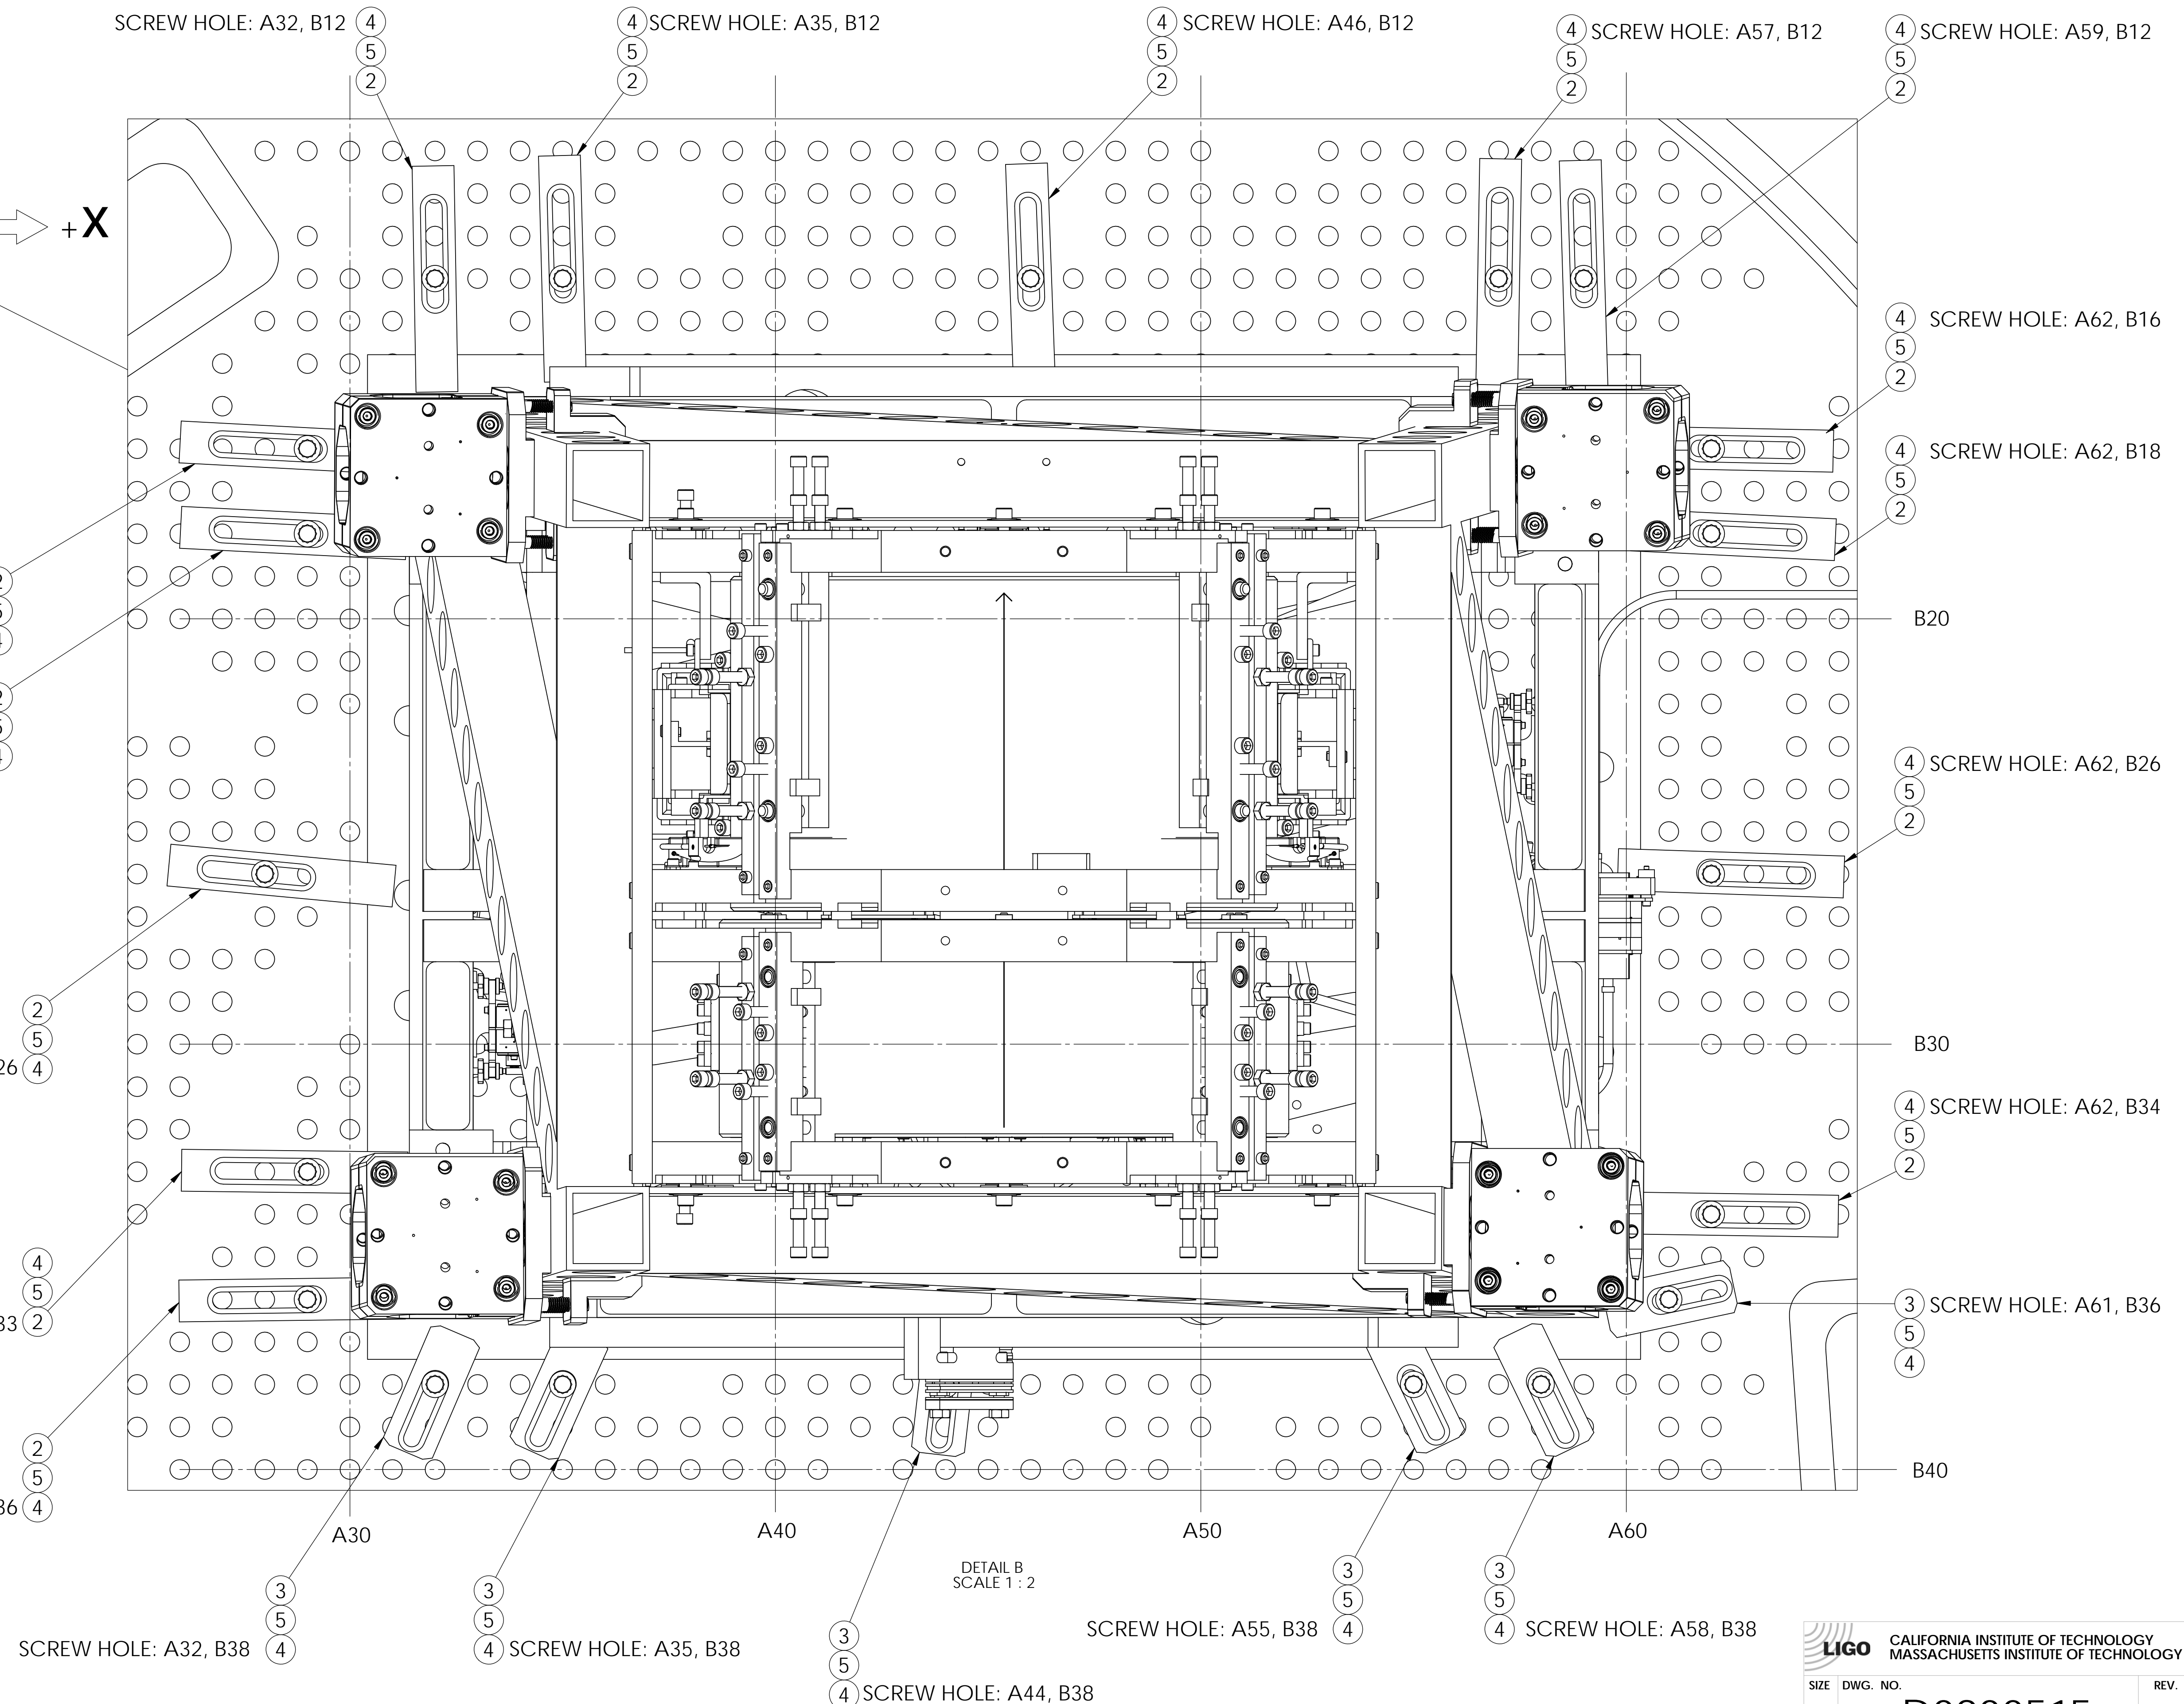 SCREW HOLE: A32, B12 4
5
2
4 SCREW HOLE: A35, B12
5
2
4 SCREW HOLE: A46, B12
5
2
4 SCREW HOLE: A57, B12
5
2
4 SCREW HOLE: A59, B12
5
2
+X
4 SCREW HOLE: A62, B16
5
2
4 SCREW HOLE: A62, B18
5
2
B20
4 SCREW HOLE: A62, B26
5
2
2
5
26 4
B30
4 SCREW HOLE: A62, B34
5
2
4
5
33 2
3 SCREW HOLE: A61, B36
5
4
2
5
36 4
B40
A30
A40
A50
A60
DETAIL B
SCALE 1 : 2
3
5
SCREW HOLE: A32, B38 4
3
5
4 SCREW HOLE: A35, B38
3
5
4 SCREW HOLE: A44, B38
3
5
SCREW HOLE: A55, B38 4
3
5
4 SCREW HOLE: A58, B38
LIGO
CALIFORNIA INSTITUTE OF TECHNOLOGY
MASSACHUSETTS INSTITUTE OF TECHNOLOGY
SIZE DWG. NO. REV.